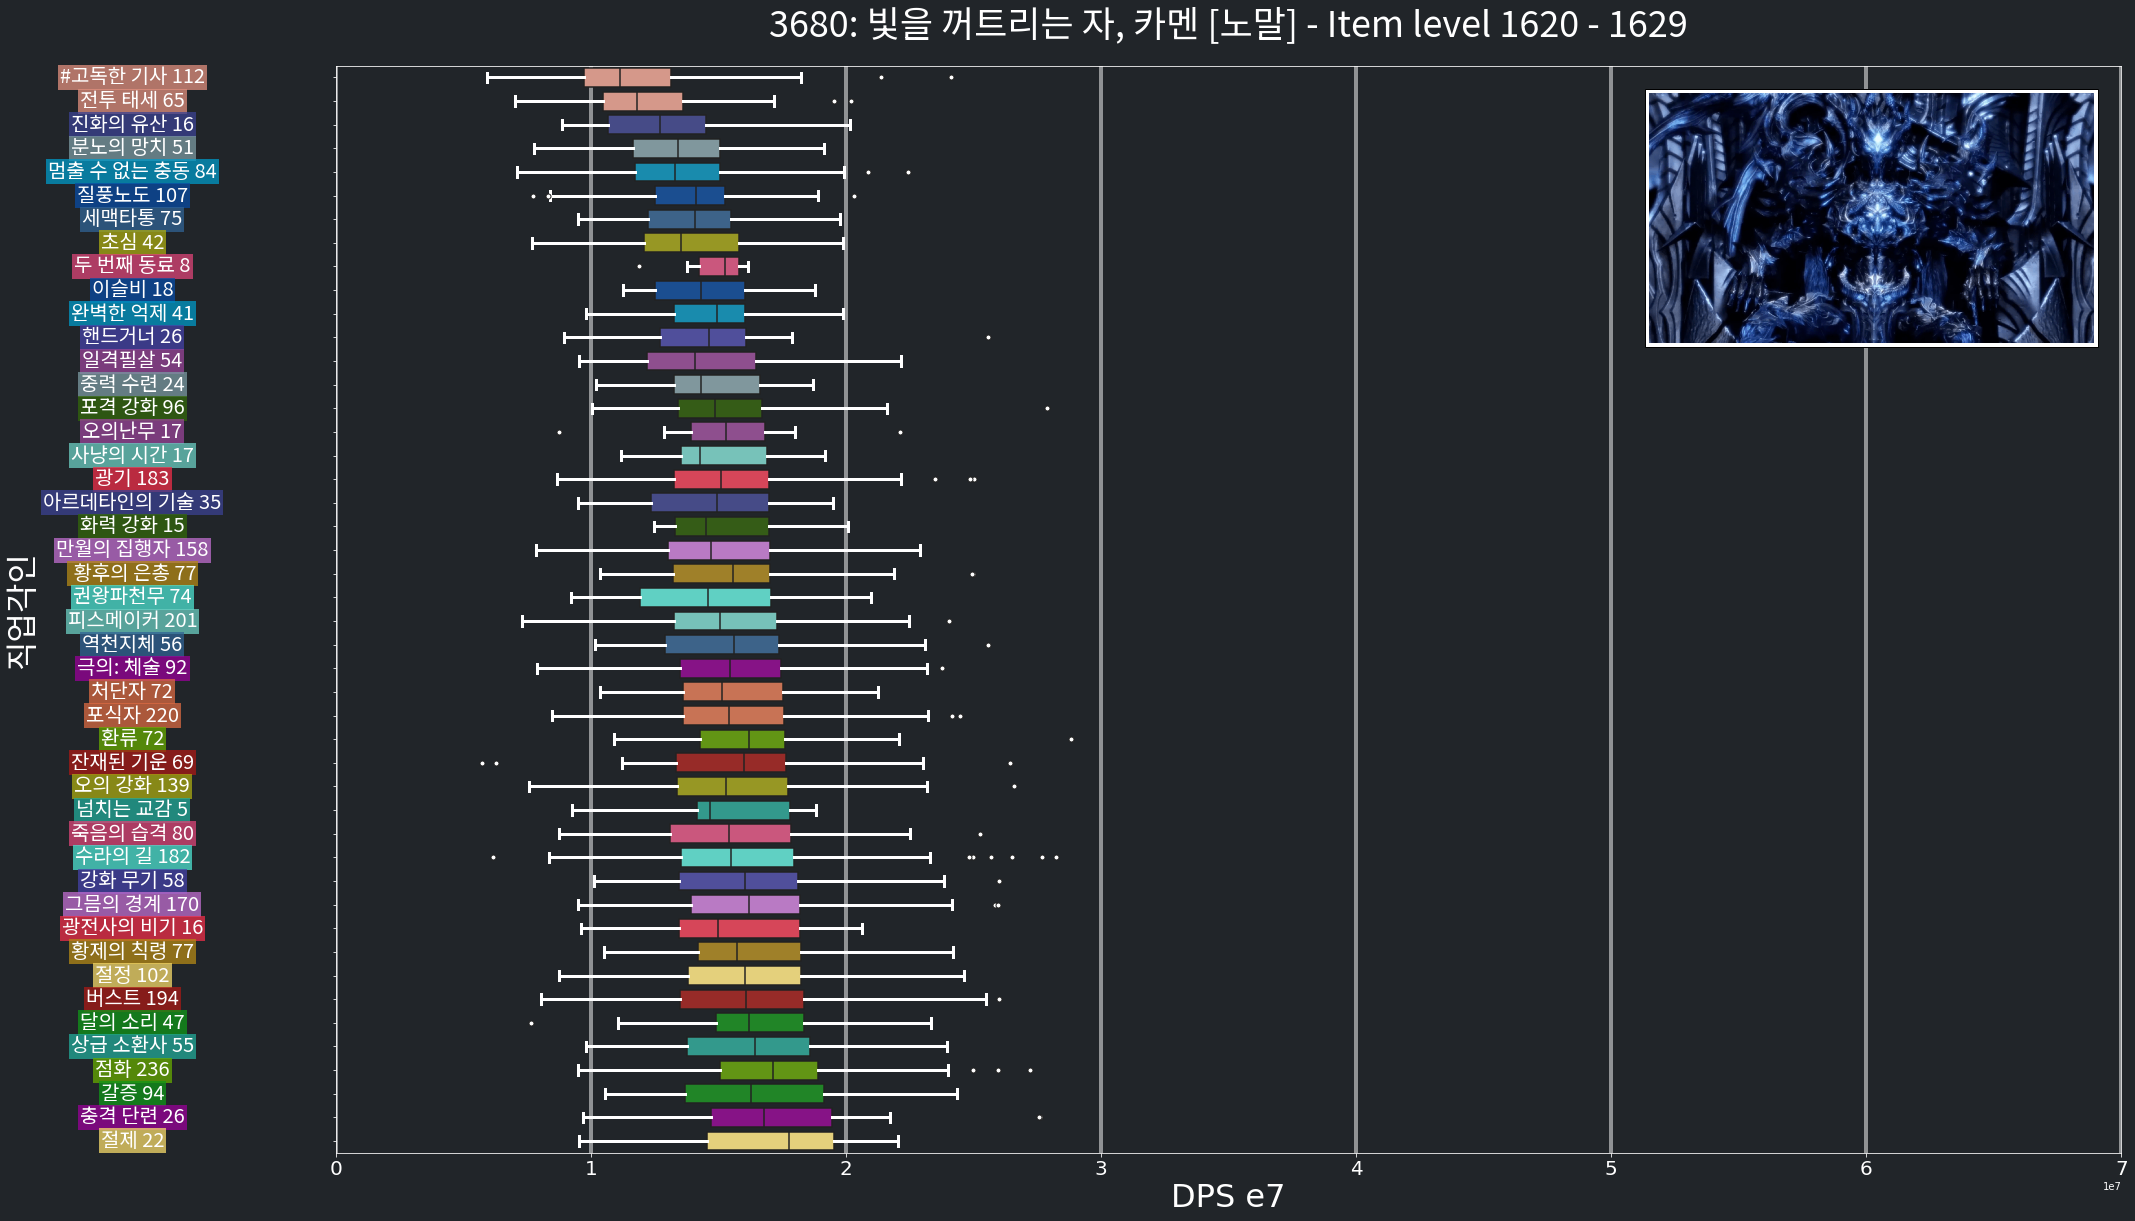 3680: 빛을 꺼트리는 자, 카멘 [노말] - Item level 1620 - 1629
#고독한 기사 112
전투 태세 65
진화의 유산 16
분노의 망치 51
멈출 수 없는 충동 84
질풍노도 107
세맥타통 75
초심 42
두 번째 동료 8
이슬비 18
완벽한 억제 41
핸드거너 26
일격필살 54
중력 수련 24
포격 강화 96
오의난무 17
사냥의 시간 17
광기 183
아르데타인의 기술 35
화력 강화 15
만월의 집행자 158
황후의 은총 77
권왕파천무 74
피스메이커 201
역천지체 56
극의: 체술 92
처단자 72
포식자 220
환류 72
잔재된 기운 69
오의 강화 139
넘치는 교감 5
죽음의 습격 80
수라의 길 182
강화 무기 58
그믐의 경계 170
광전사의 비기 16
황제의 칙령 77
절정 102
버스트 194
달의 소리 47
상급 소환사 55
점화 236
갈증 94
충격 단련 26
절제 22
직업각인
0 1 2 3 4 5 6 7
1e7
DPS e7